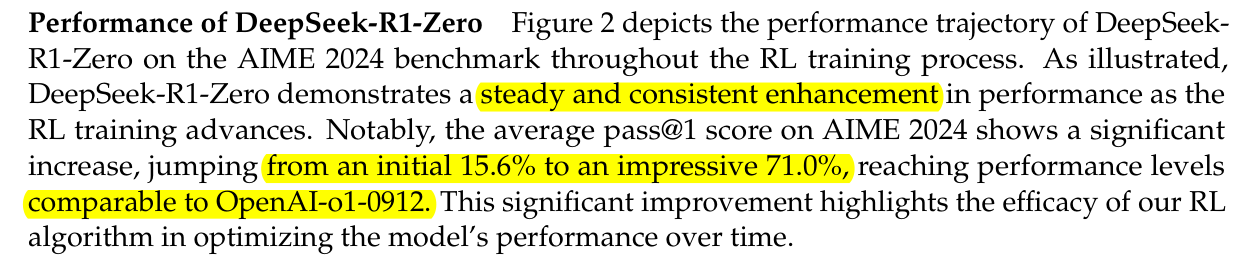 Performance of DeepSeek-R1-Zero Figure 2 depicts the performance trajectory of DeepSeek-
R1-Zero on the AIME 2024 benchmark throughout the RL training process. As illustrated,
DeepSeek-R1-Zero demonstrates a steady and consistent enhancement in performance as the
RL training advances. Notably, the average pass@1 score on AIME 2024 shows a significant
increase, jumping from an initial 15.6% to an impressive 71.0%, reaching performance levels
comparable to OpenAI-o1-0912. This significant improvement highlights the efficacy of our RL
algorithm in optimizing the model's performance over time.